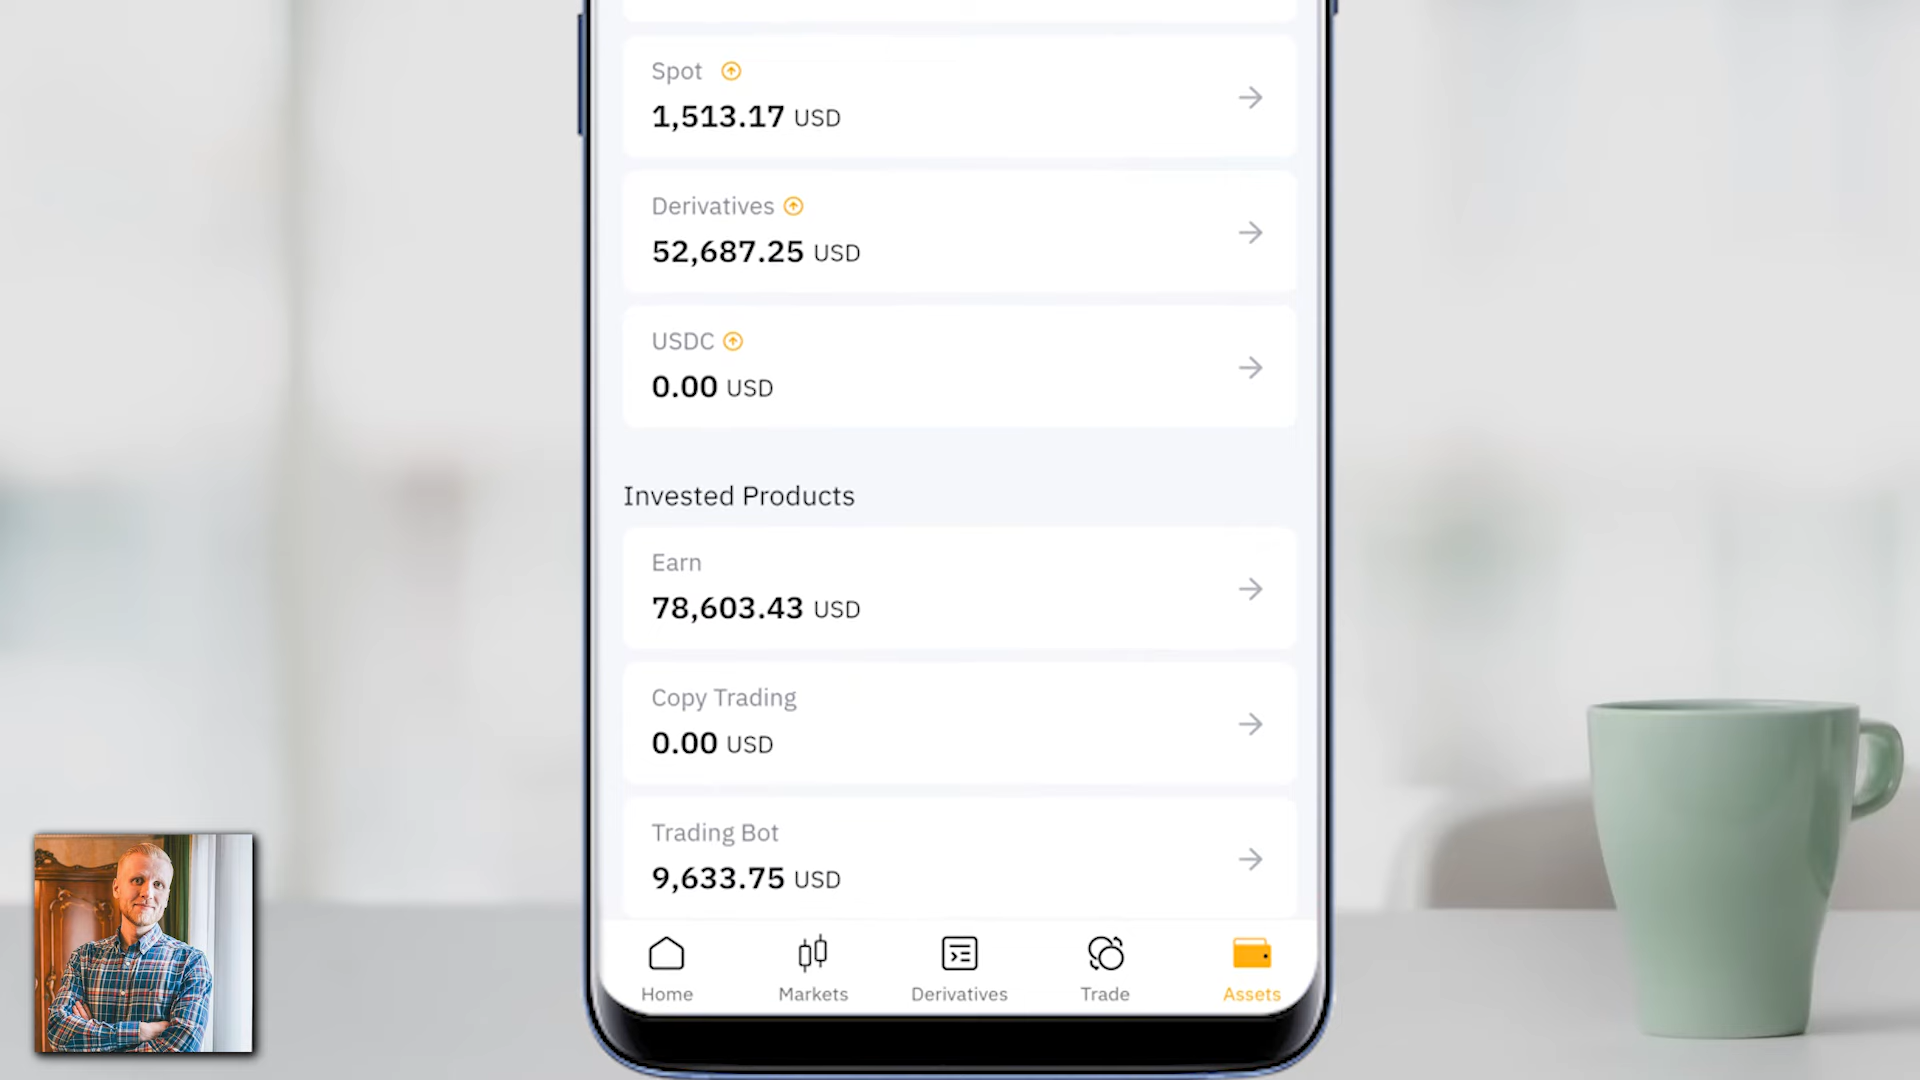 Spot
1,513.17 USD
Derivatives
52,687.25 USD
USDC
0.00 USD
Invested Products
Earn
78,603.43 USD
Copy Trading
0.00 USD
Trading Bot
9,633.75 USD
Home Markets Derivatives Trade Assets